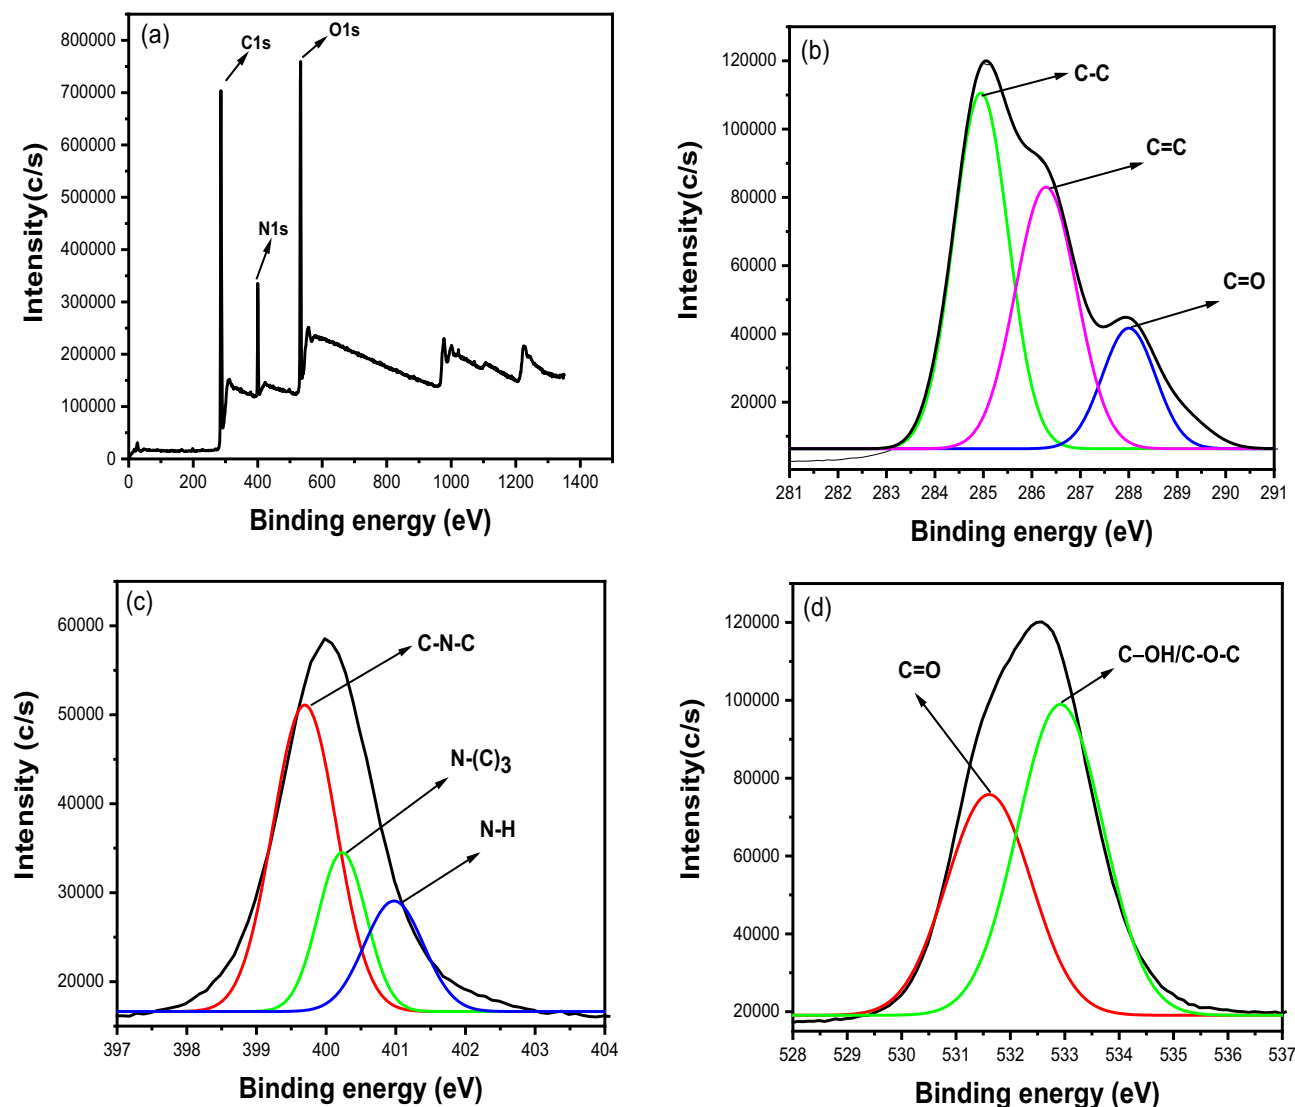 (a)
C1s
O1s
N1s
800000
700000
600000
500000
400000
300000
200000
100000
0
Intensity(c/s)
0 200 400 600 800 1000 1200 1400
Binding energy (eV)
(b)
C-C
C=C
C=O
120000
100000
80000
60000
40000
20000
Intensity(c/s)
281 282 283 284 285 286 287 288 289 290 291
Binding energy (eV)
(c)
C-N-C
N-(C)3
N-H
60000
50000
40000
30000
20000
Intensity (c/s)
397 398 399 400 401 402 403 404
Binding energy (eV)
(d)
C=O
C–OH/C-O-C
120000
100000
80000
60000
40000
20000
Intensity(c/s)
528 529 530 531 532 533 534 535 536 537
Binding energy (eV)